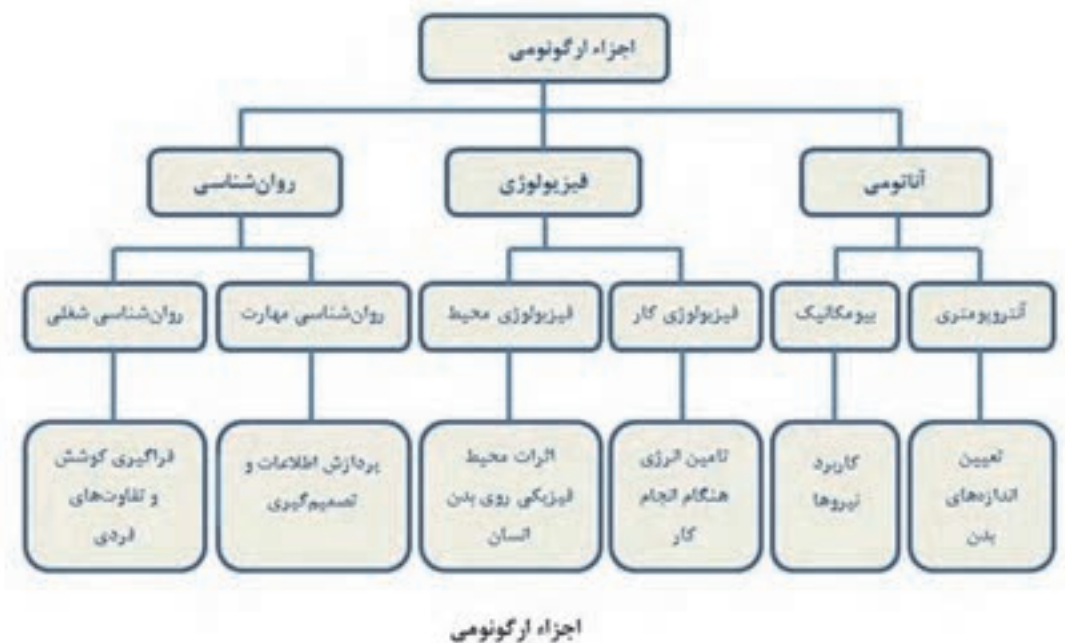 اجزاء ارگونومی
آناتومی
فیزیولوژی
روان‌شناسی
آنتروپومتری
بیومکانیک
فیزیولوژی کار
فیزیولوژی محیط
روان‌شناسی مهارت
روان‌شناسی شغلی
تعیین
اندازه‌های
بدن
کاربرد
نیروها
تامین انرژی
هنگام انجام
کار
اثرات محیط
فیزیکی روی بدن
انسان
پردازش اطلاعات و
تصمیم‌گیری
فراگیری کوشش
و تفاوت‌های
فردی
اجزاء ارگونومی